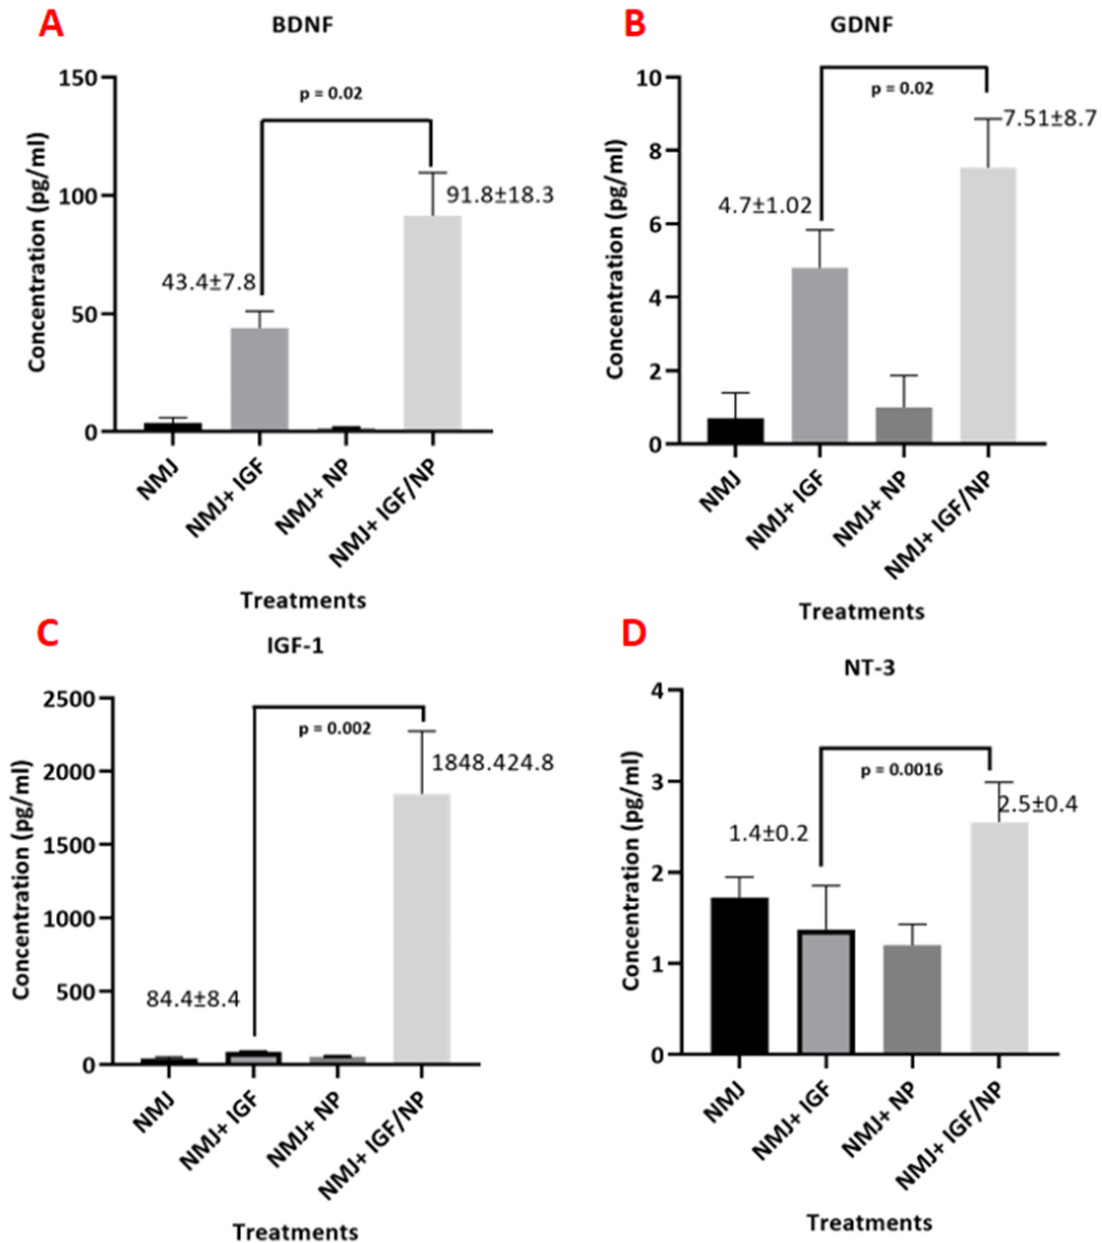 A
BDNF
Concentration (pg/ml)
150
100
50
0
p = 0.02
43.4±7.8
91.8±18.3
NMJ
NMJ+ IGF
NMJ+ NP
NMJ+ IGF/NP
Treatments
B
GDNF
Concentration (pg/ml)
10
8
6
4
2
0
p = 0.02
4.7±1.02
7.51±8.7
NMJ
NMJ+ IGF
NMJ+ NP
NMJ+ IGF/NP
Treatments
C
IGF-1
Concentration (pg/ml)
2500
2000
1500
1000
500
0
p = 0.002
84.4±8.4
1848.424.8
NMJ
NMJ+ IGF
NMJ+ NP
NMJ+ IGF/NP
Treatments
D
NT-3
Concentration (pg/ml)
4
3
2
1
0
p = 0.0016
1.4±0.2
2.5±0.4
NMJ
NMJ+ IGF
NMJ+ NP
NMJ+ IGF/NP
Treatments